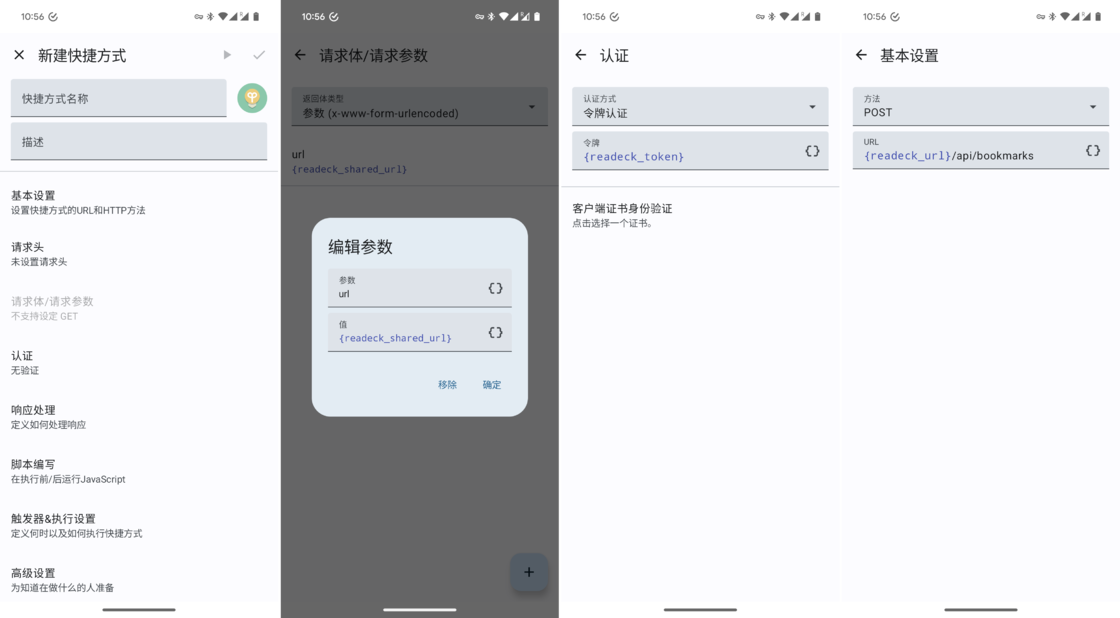 10:56
新建快捷方式
快捷方式名称
描述
基本设置
设置快捷方式的URL和HTTP方法
请求头
未设置请求头
请求体/请求参数
不支持设定 GET
认证
无验证
响应处理
定义如何处理响应
脚本编写
在执行前/后运行JavaScript
触发器&执行设置
定义何时以及如何执行快捷方式
高级设置
为知道在做什么的人准备
10:56
请求体/请求参数
返回体类型
参数 (x-www-form-urlencoded)
url
{readeck_shared_url}
编辑参数
参数
url
{}
值
{readeck_shared_url}
{}
移除
确定
+
10:56
认证
认证方式
令牌认证
令牌
{readeck_token}
{}
客户端证书身份验证
点击选择一个证书。
10:56
基本设置
方法
POST
URL
{readeck_url}/api/bookmarks
{}